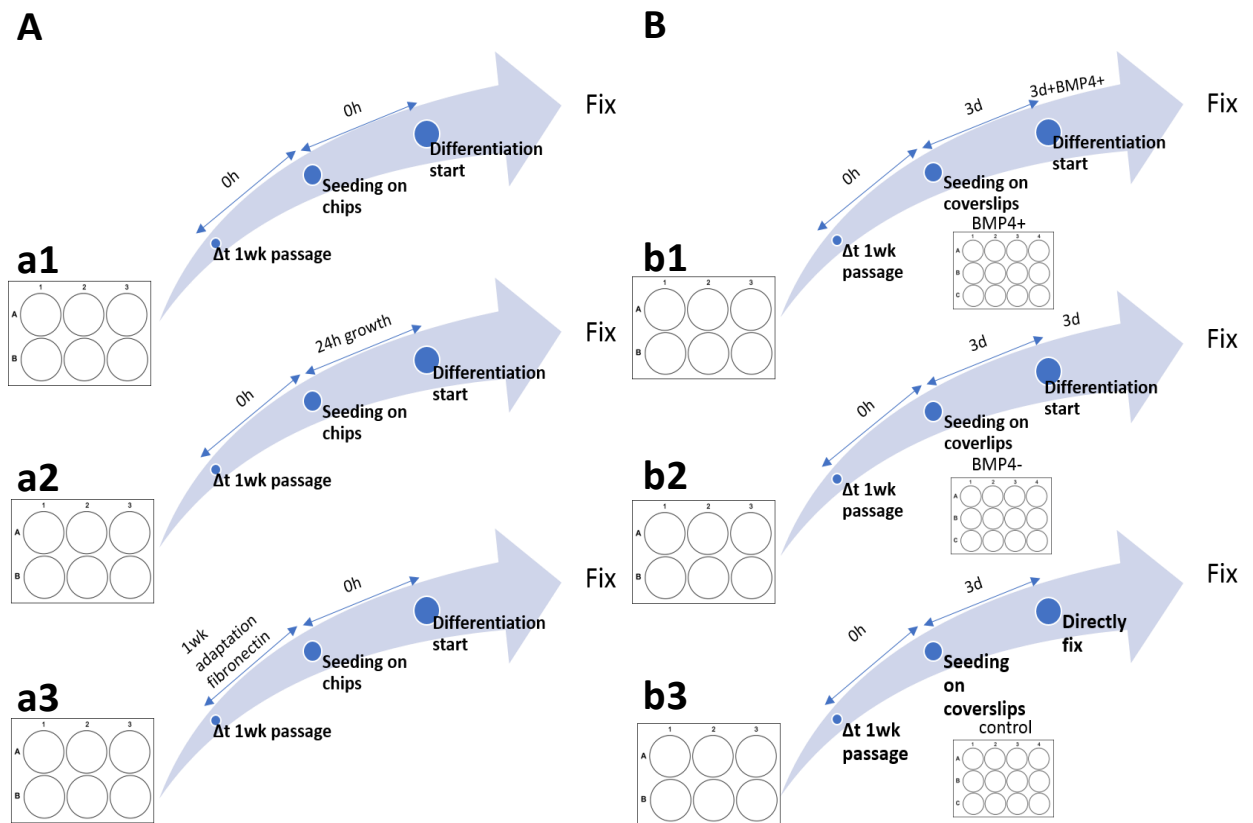 A
0h
0h
Fix
Differentiation
start
Seeding on
chips
Δt 1wk passage
a1
1 2 3
A
B
24h growth
0h
Fix
Differentiation
start
Seeding on
chips
Δt 1wk passage
a2
1 2 3
A
B
0h
1wk
adaptation
fibronectin
Fix
Differentiation
start
Seeding on
chips
Δt 1wk passage
a3
1 2 3
A
B
B
3d+BMP4+
3d
0h
Fix
Differentiation
start
Seeding on
coverslips
BMP4+
Δt 1wk
passage
1 2 3 4
A
B
C
b1
1 2 3
A
B
3d
3d
0h
Fix
Differentiation
start
Seeding on
coverlips
BMP4-
Δt 1wk
passage
1 2 3 4
A
B
C
b2
1 2 3
A
B
3d
0h
Fix
Directly
fix
Seeding
on
coverslips
control
Δt 1wk
passage
1 2 3 4
A
B
C
b3
1 2 3
A
B